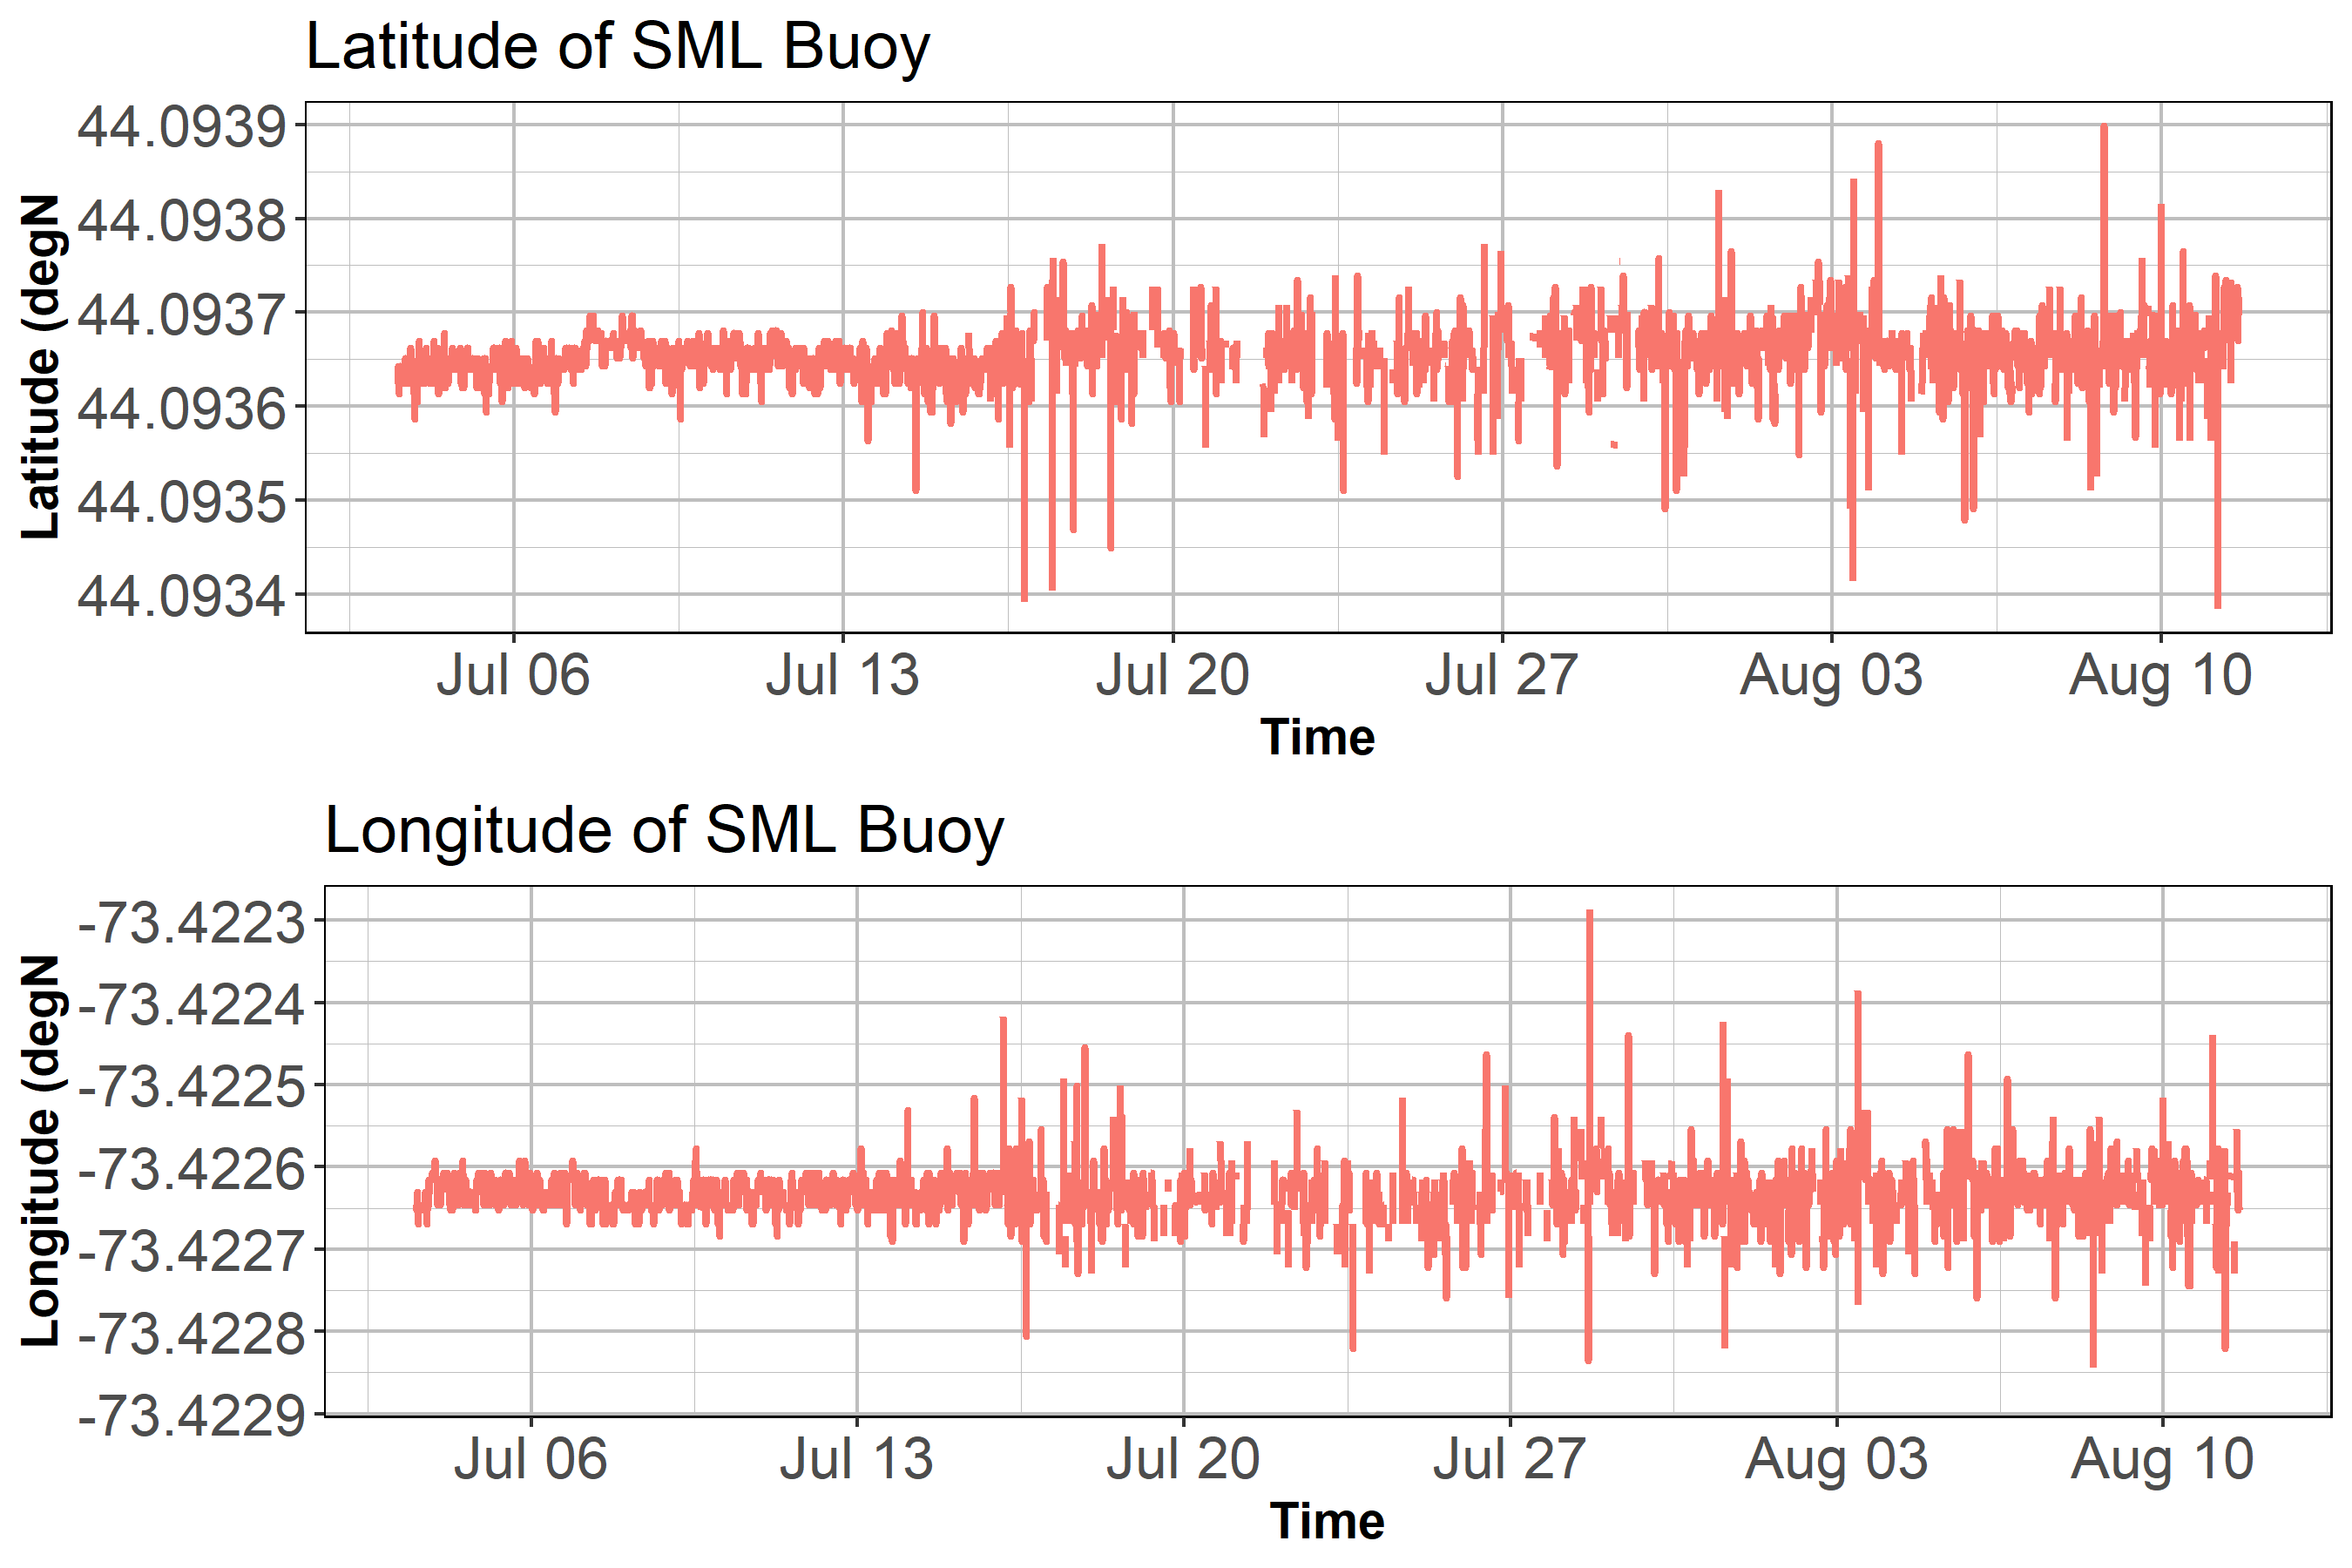 Latitude of SML Buoy
Latitude (degN
44.0939
44.0938
44.0937
44.0936
44.0935
44.0934
Jul 06 Jul 13 Jul 20 Jul 27 Aug 03 Aug 10
Time
Longitude of SML Buoy
Longitude (degN
-73.4223
-73.4224
-73.4225
-73.4226
-73.4227
-73.4228
-73.4229
Jul 06 Jul 13 Jul 20 Jul 27 Aug 03 Aug 10
Time